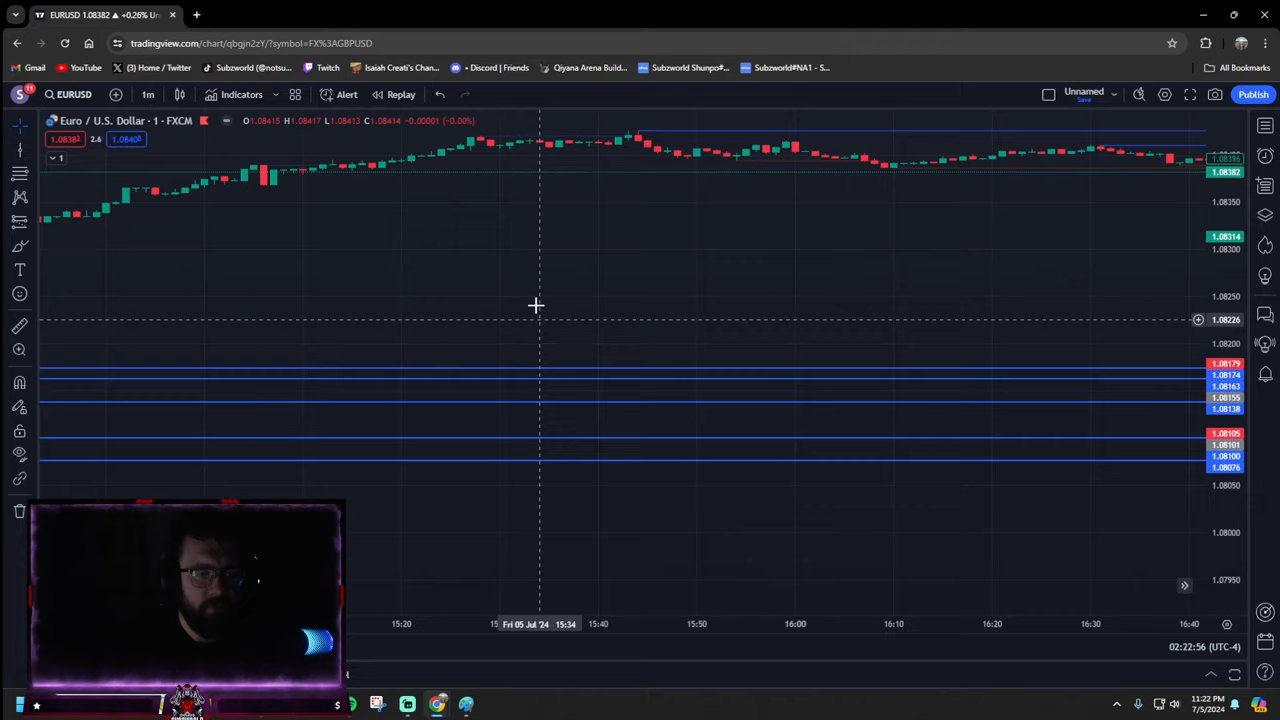 EURUSD 1.08382 ▲ +0.26% Un
tradingview.com/chart/qbgjn2zY/?symbol=FX%3AGBPUSD
Gmail
YouTube
(3) Home / Twitter
Subzworld (@notsu...
Twitch
Isaiah Creati's Chan...
Discord | Friends
Qiyana Arena Build...
Subzworld Shunpo#...
Subzworld#NA1 - S...
All Bookmarks
S
11
EURUSD
1m
Indicators
Alert
Replay
Unnamed
Save
Publish
Euro / U.S. Dollar · 1 · FXCM
O1.08415 H1.08417 L1.08413 C1.08414 -0.00001 (-0.00%)
1.08382
2.6
1.08408
1
1.08396
1.08382
1.08350
1.08314
1.08300
1.08250
1.08226
1.08200
1.08179
1.08174
1.08163
1.08155
1.08138
1.08105
1.08101
1.08100
1.08076
1.08050
1.08000
1.07950
15:20
Fri 05 Jul '24 15:34
15:40
15:50
16:00
16:10
16:20
16:30
16:40
02:22:56 (UTC-4)
$
11:22 PM
7/5/2024